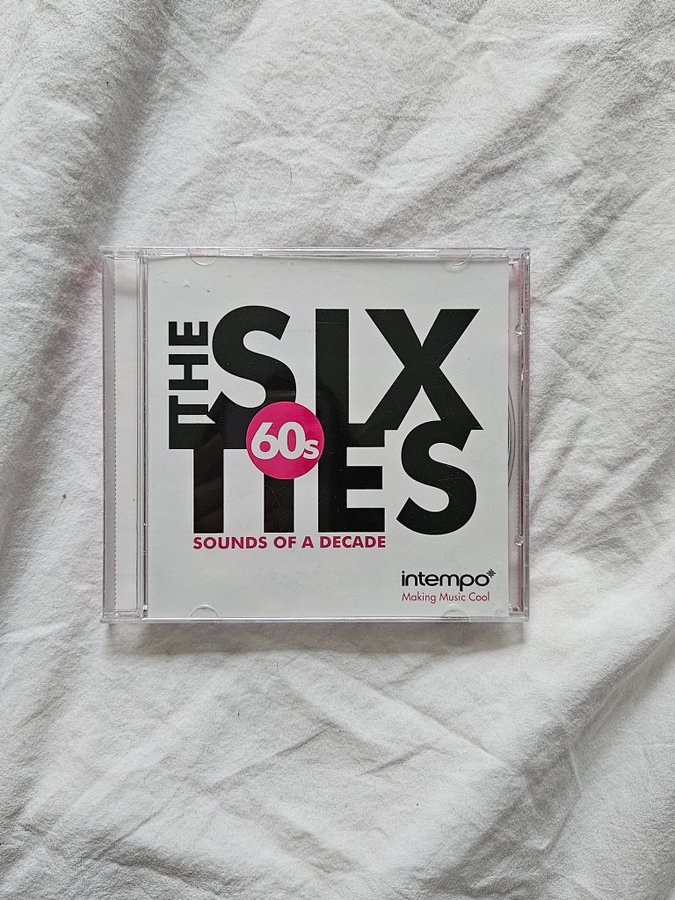 THE
SIX
TIES
60s
SOUNDS OF A DECADE
intempo
Making Music Cool